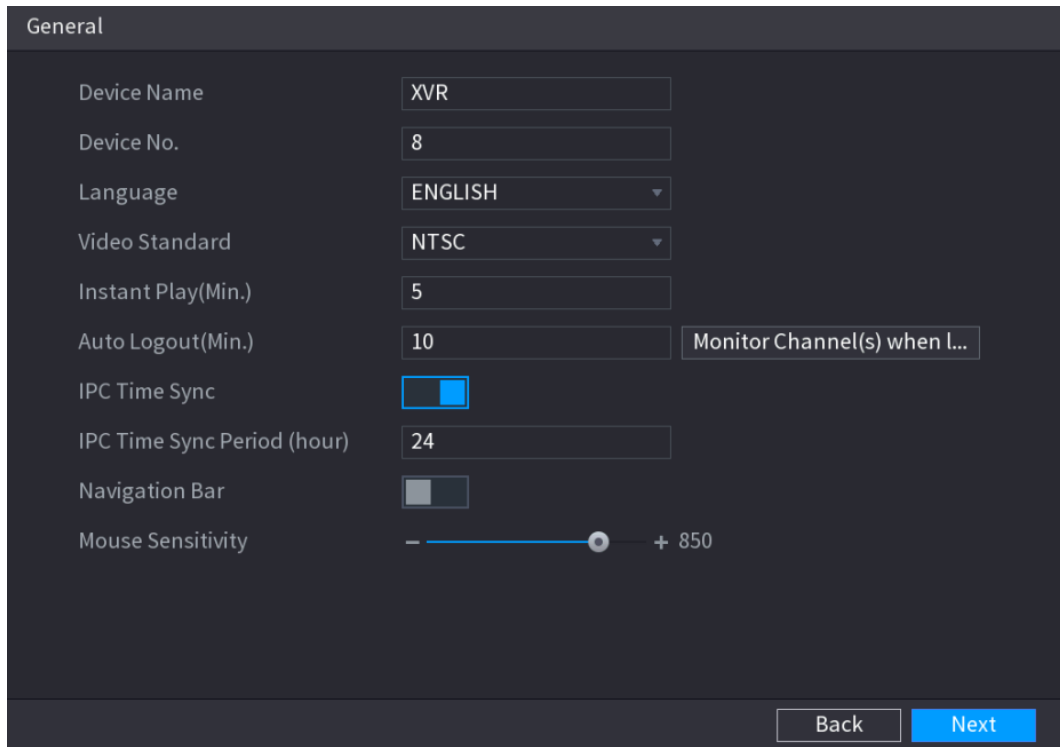 General
Device Name XVR
Device No. 8
Language ENGLISH
Video Standard NTSC
Instant Play(Min.) 5
Auto Logout(Min.) 10 Monitor Channel(s) when l...
IPC Time Sync
IPC Time Sync Period (hour) 24
Navigation Bar
Mouse Sensitivity − + 850
Back Next